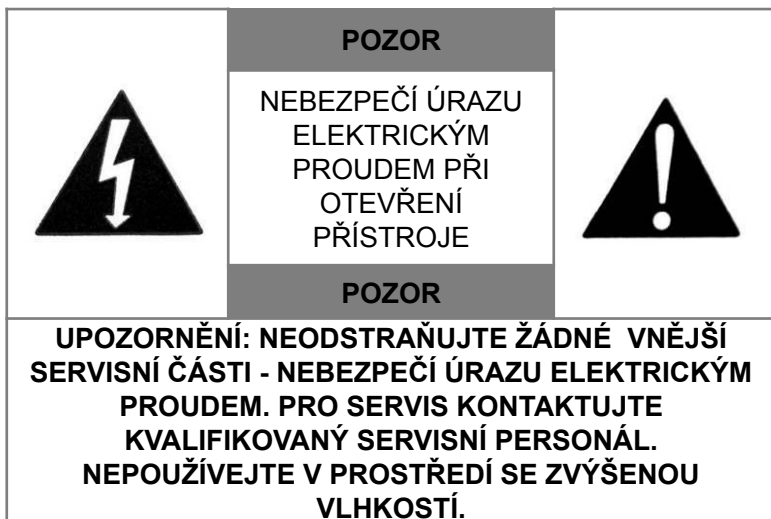 POZOR
NEBEZPEČÍ ÚRAZU
ELEKTRICKÝM
PROUDEM PŘI
OTEVŘENÍ
PŘÍSTROJE
POZOR
UPOZORNĚNÍ: NEODSTRAŇUJTE ŽÁDNÉ VNĚJŠÍ
SERVISNÍ ČÁSTI - NEBEZPEČÍ ÚRAZU ELEKTRICKÝM
PROUDEM. PRO SERVIS KONTAKTUJTE
KVALIFIKOVANÝ SERVISNÍ PERSONÁL.
NEPOUŽÍVEJTE V PROSTŘEDÍ SE ZVÝŠENOU
VLHKOSTÍ.